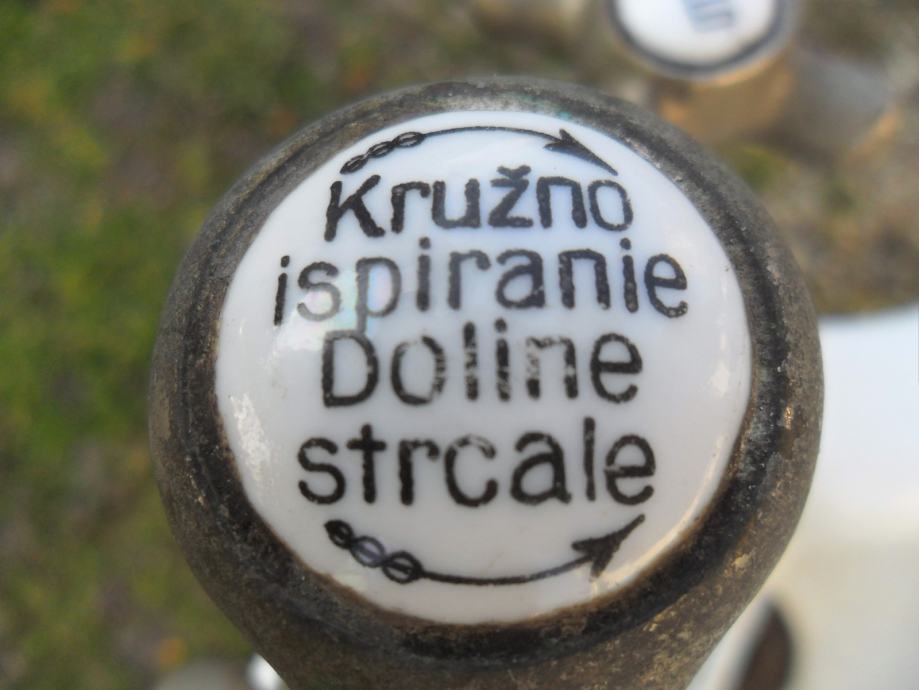 Kružno
ispiranie
Doline
strcale